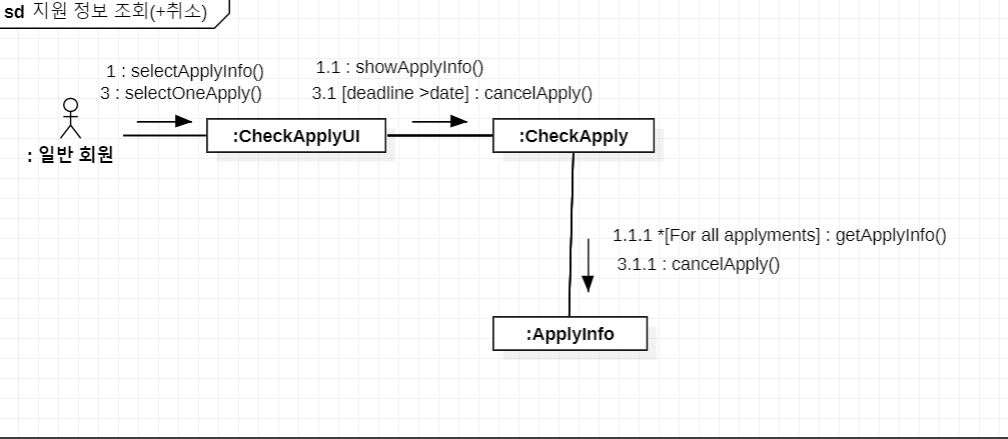 sd 지원 정보 조회(+취소)
1 : selectApplyInfo()
3 : selectOneApply()
1.1 : showApplyInfo()
3.1 [deadline >date] : cancelApply()
: 일반 회원
:CheckApplyUI
:CheckApply
1.1.1 *[For all applyments] : getApplyInfo()
3.1.1 : cancelApply()
:ApplyInfo